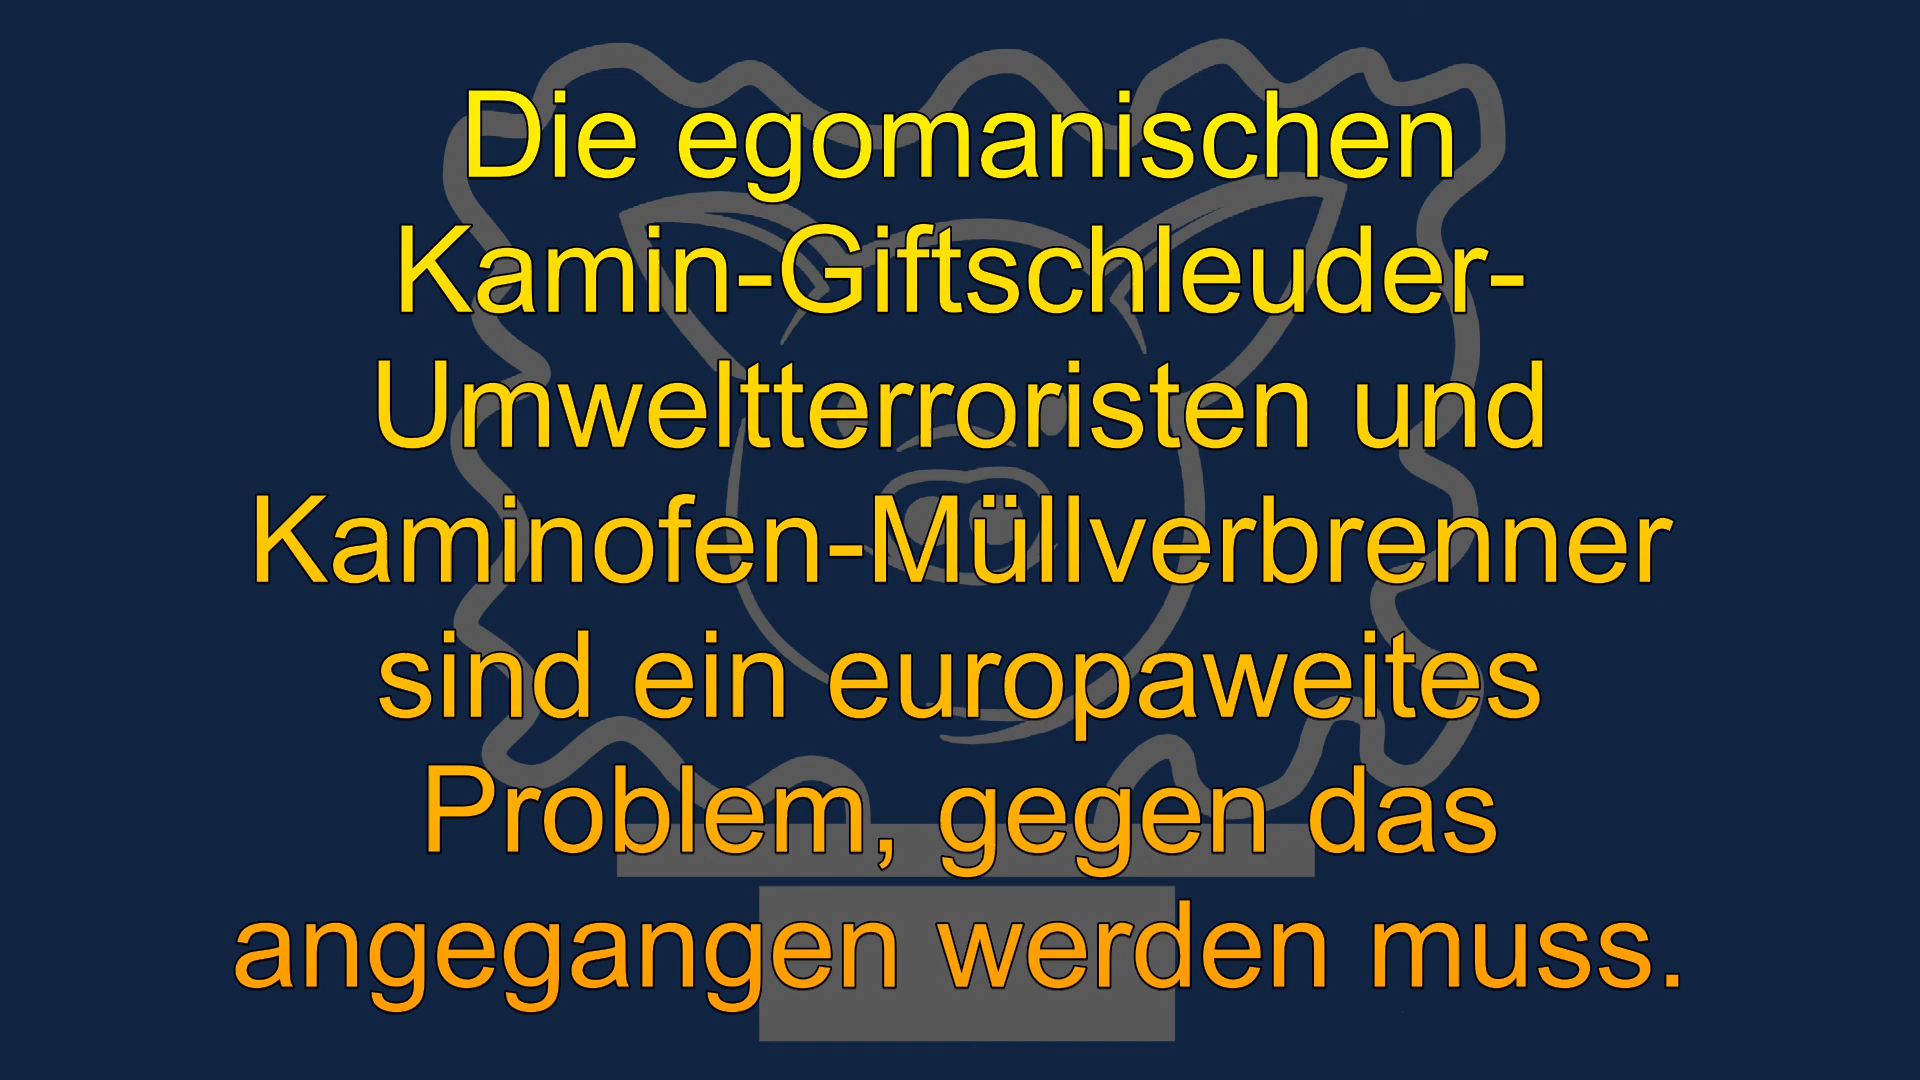 Die egomanischen
Kamin-Giftschleuder-
Umweltterroristen und
Kaminofen-Müllverbrenner
sind ein europaweites
Problem, gegen das
angegangen werden muss.